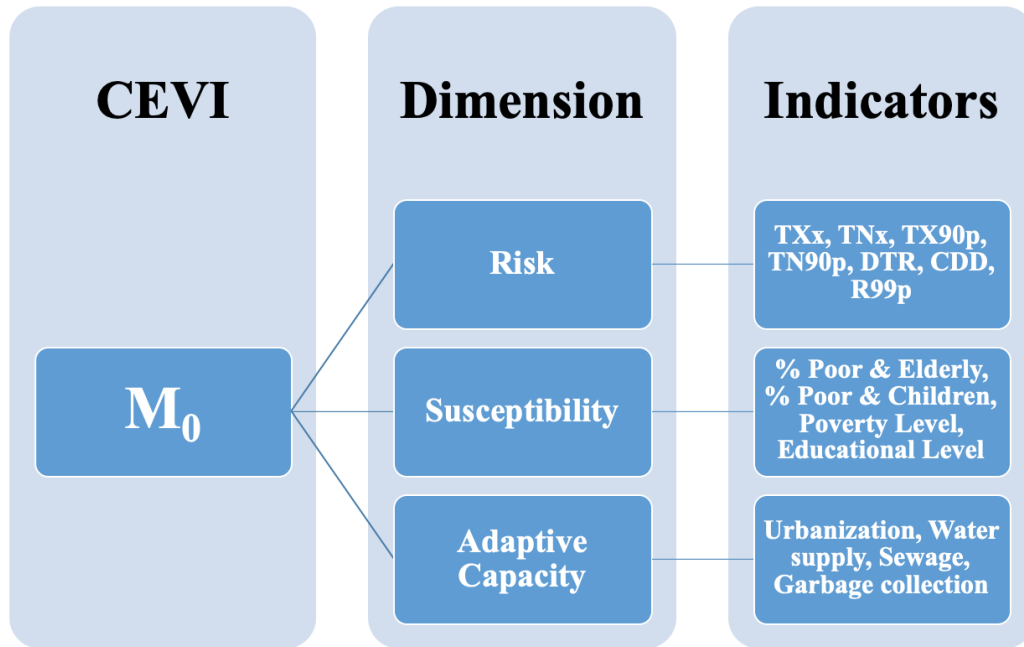 CEVI
Dimension
Indicators
M₀
Risk
TXx, TNx, TX90p,
TN90p, DTR, CDD,
R99p
Susceptibility
% Poor & Elderly,
% Poor & Children,
Poverty Level,
Educational Level
Adaptive
Capacity
Urbanization, Water
supply, Sewage,
Garbage collection